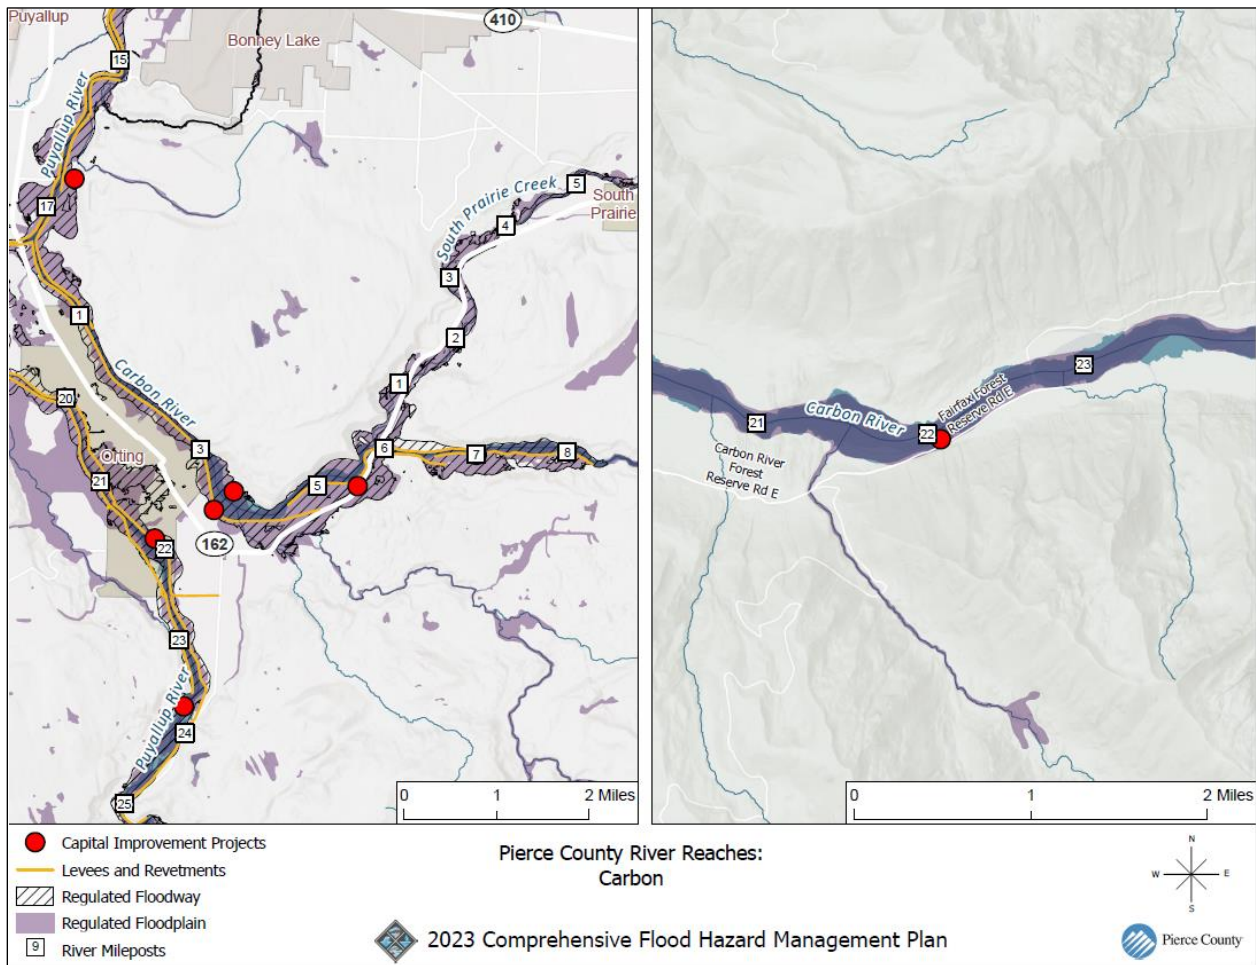 Puyallup
410
Bonney Lake
15
Puyallup River
South Prairie Creek
5
South
Prairie
4
17
3
1
2
Carbon River
1
20
3
6
7
8
Orting
21
5
162
22
23
Puyallup River
24
25
0 1 2 Miles
23
Fairfax Forest
Reserve Rd E
Carbon River
21
22
Carbon River
Forest
Reserve Rd E
0 1 2 Miles
Capital Improvement Projects
Levees and Revetments
Regulated Floodway
Regulated Floodplain
9 River Mileposts
Pierce County River Reaches:
Carbon
2023 Comprehensive Flood Hazard Management Plan
N
W E
S
Pierce County